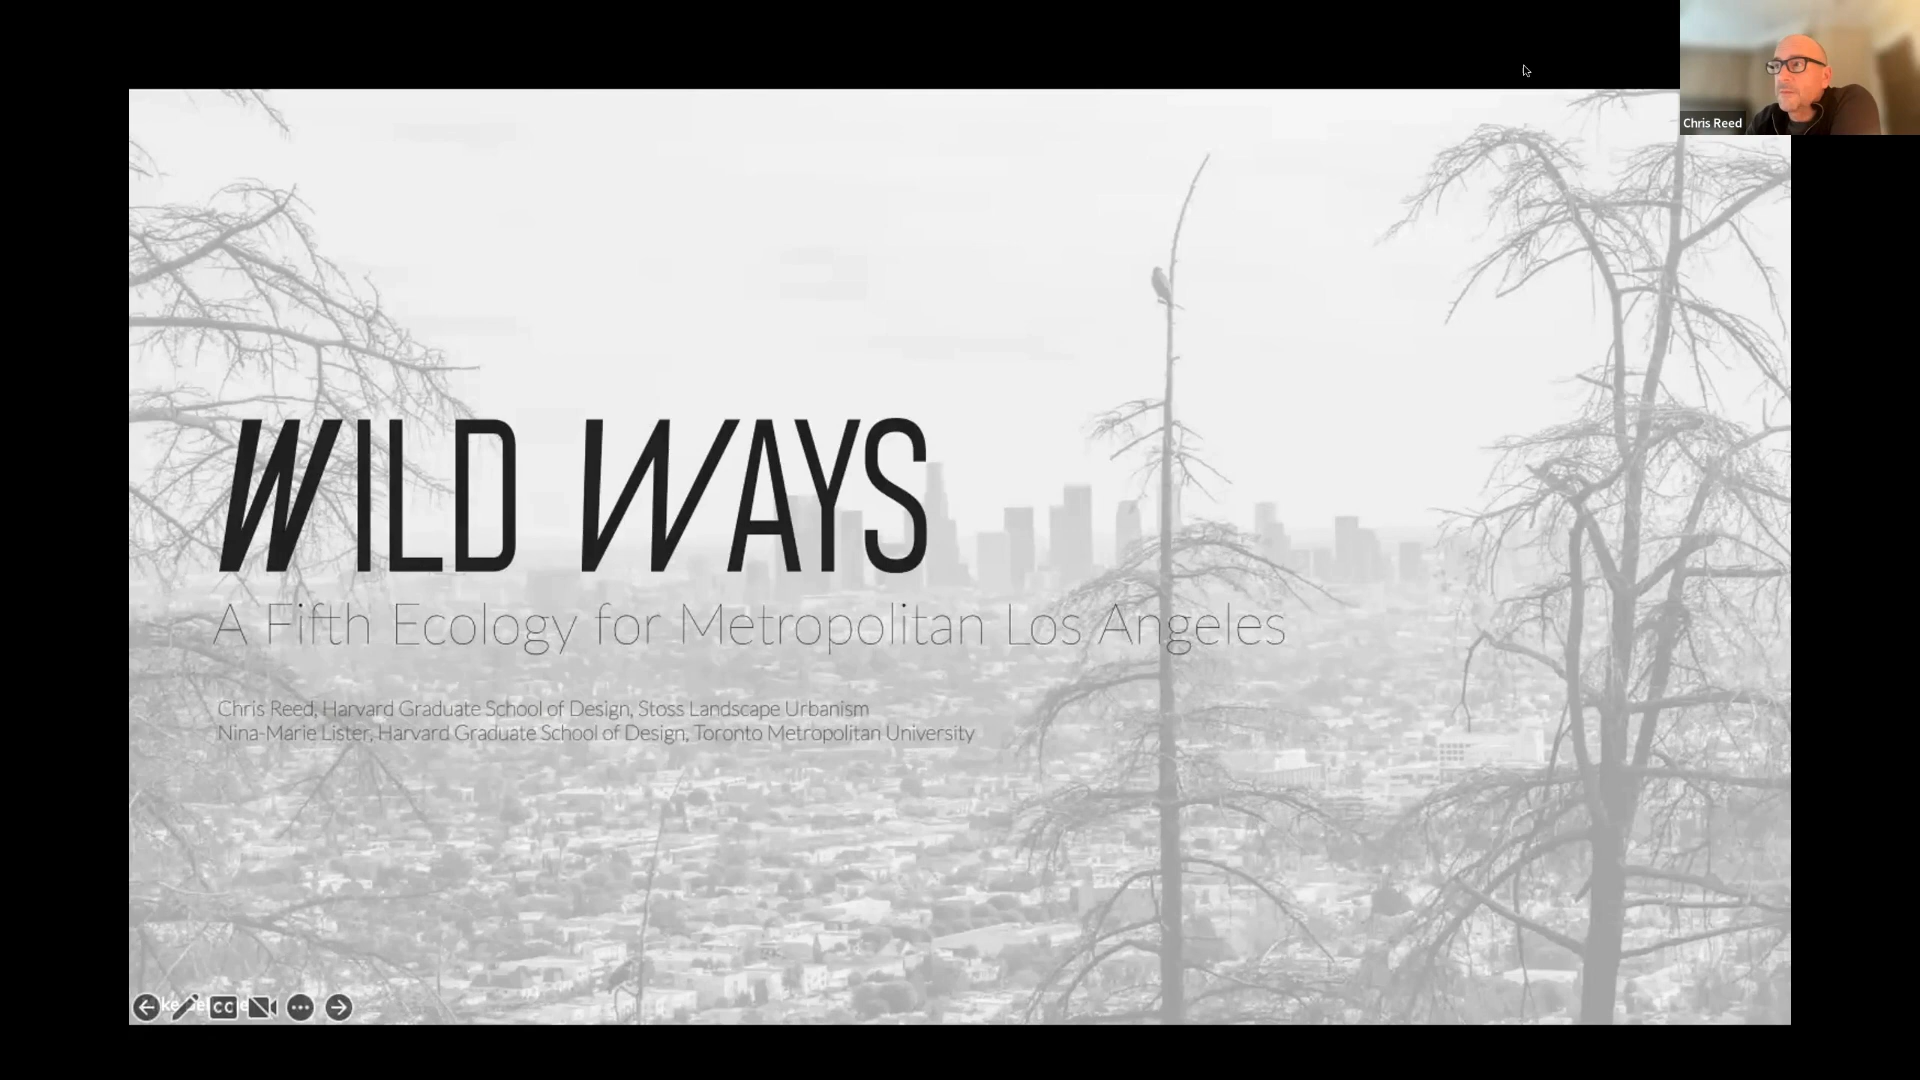 Chris Reed
WILD WAYS
A Fifth Ecology for Metropolitan Los Angeles
Chris Reed, Harvard Graduate School of Design, Stoss Landscape Urbanism
Nina-Marie Lister, Harvard Graduate School of Design, Toronto Metropolitan University
CC